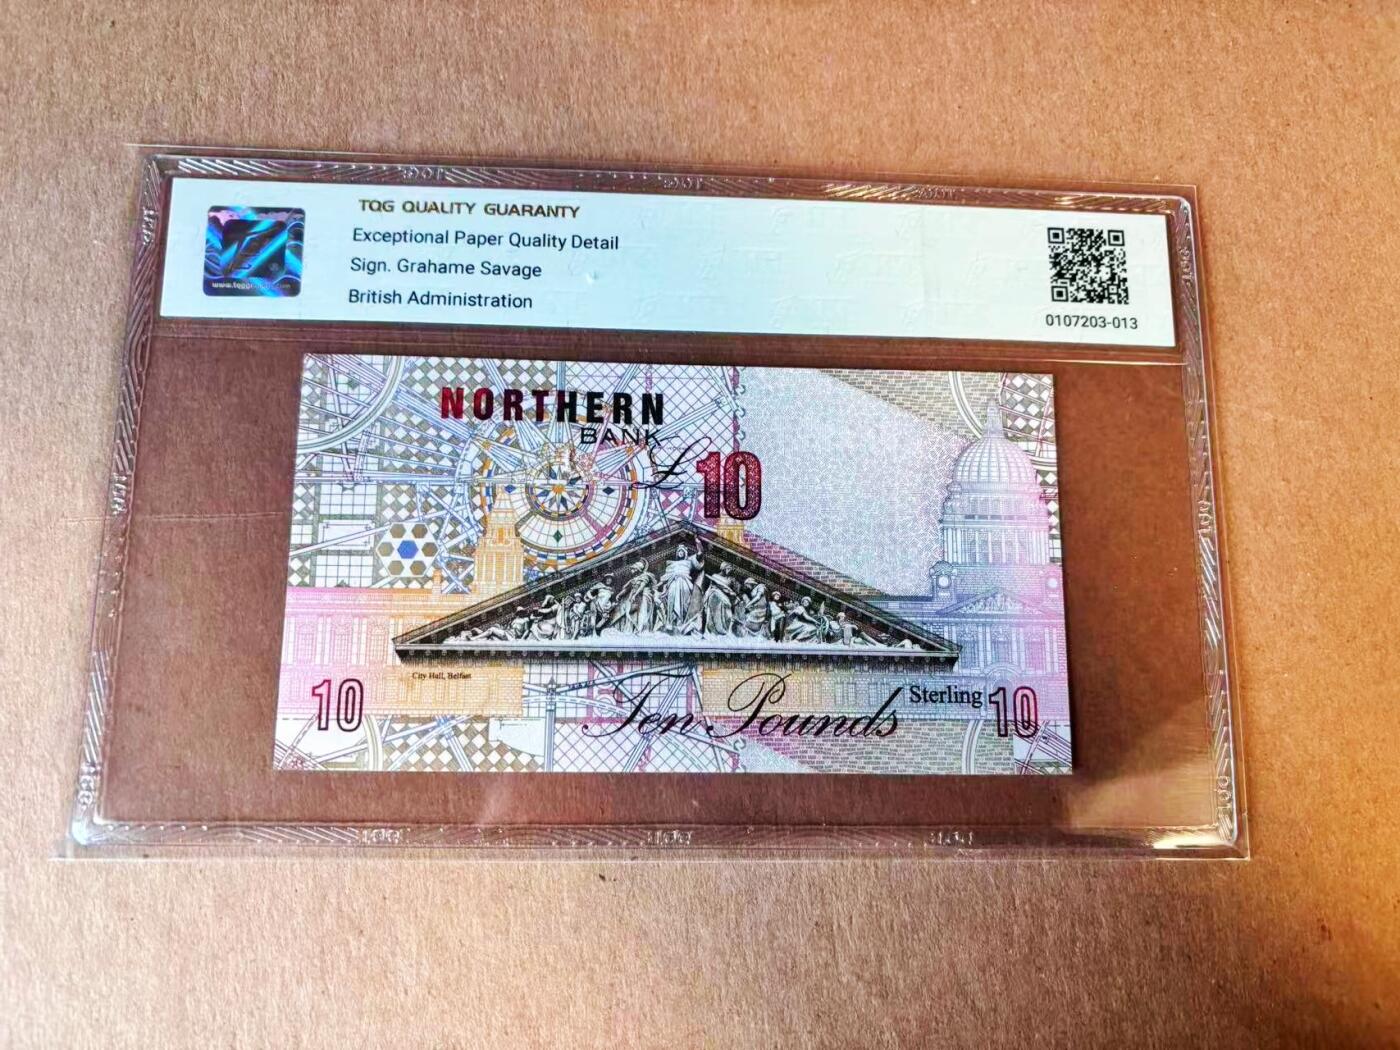 TQG QUALITY GUARANTY
Exceptional Paper Quality Detail
Sign. Grahame Savage
British Administration
0107203-013
NORTHERN
BANK
£10
City Hall, Belfast
10
Ten Pounds
Sterling
10